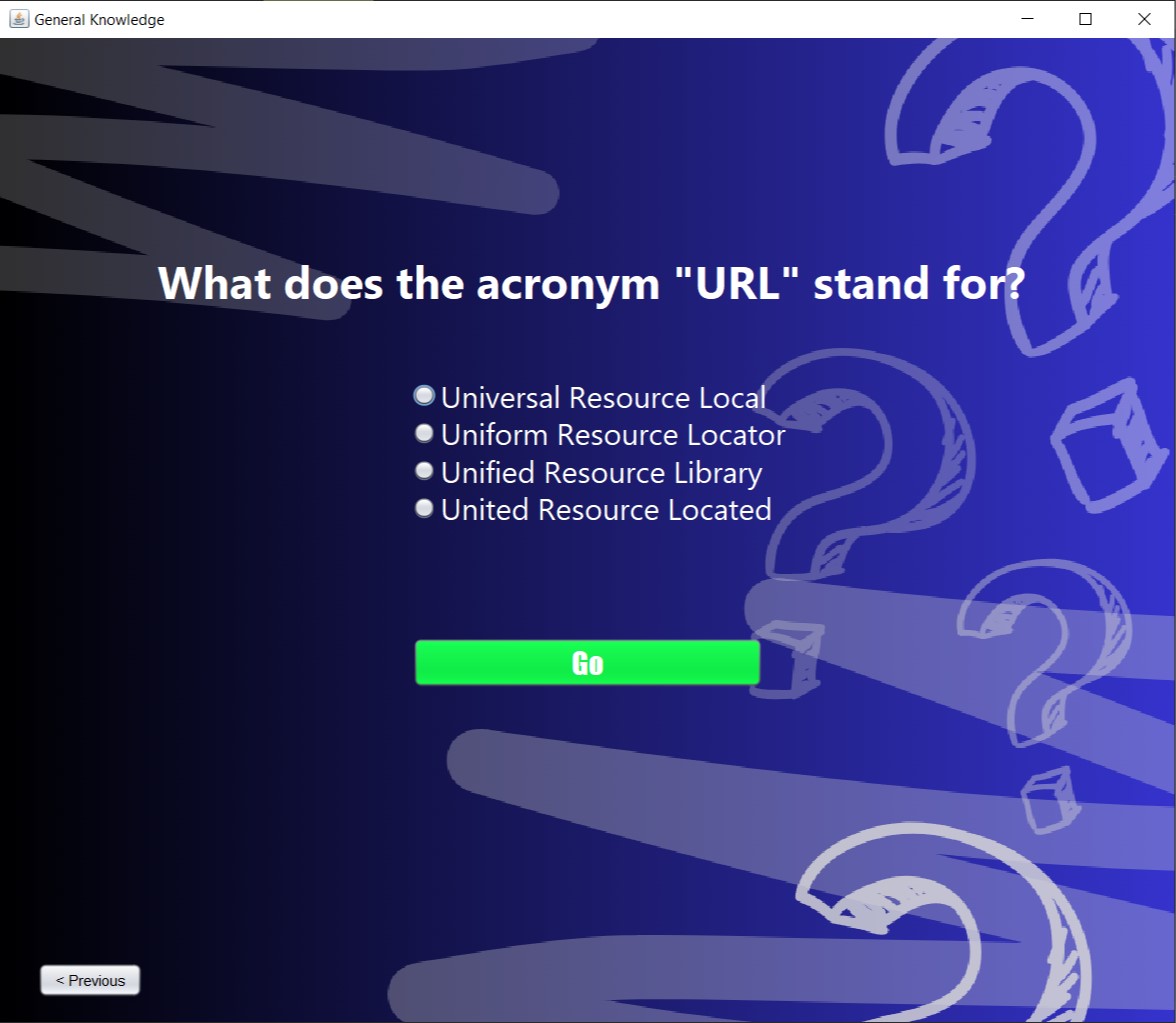 General Knowledge
What does the acronym "URL" stand for?
Universal Resource Local
Uniform Resource Locator
Unified Resource Library
United Resource Located
Go
< Previous